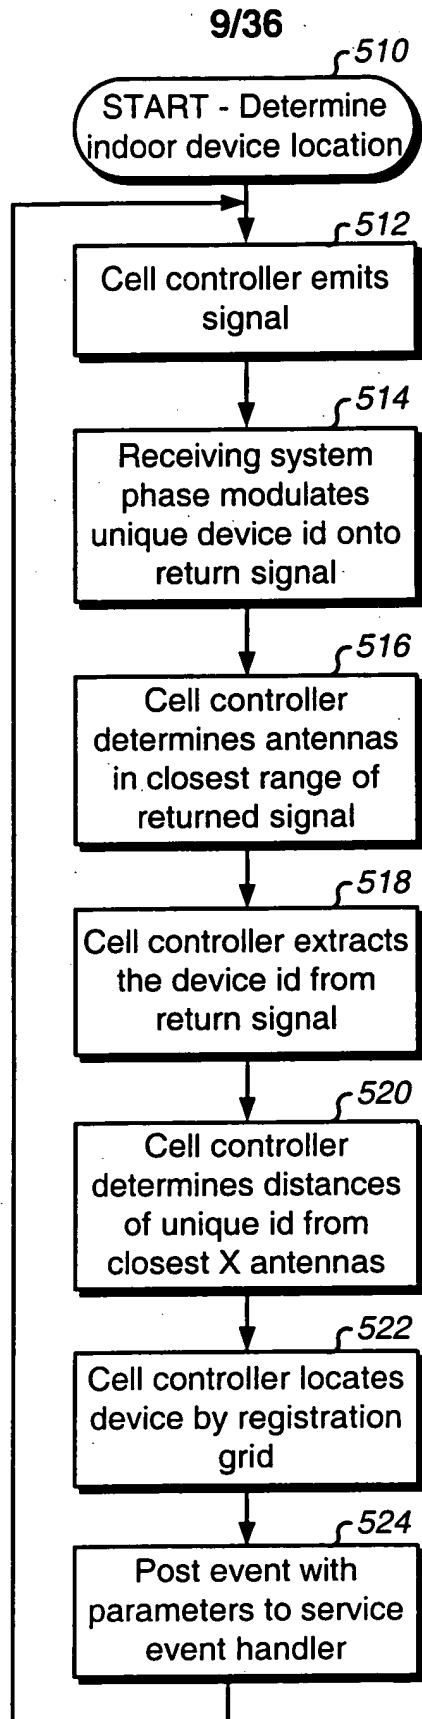 9/36
510
START - Determine
indoor device location
512
Cell controller emits
signal
514
Receiving system
phase modulates
unique device id onto
return signal
516
Cell controller
determines antennas
in closest range of
returned signal
518
Cell controller extracts
the device id from
return signal
520
Cell controller
determines distances
of unique id from
closest X antennas
522
Cell controller locates
device by registration
grid
524
Post event with
parameters to service
event handler